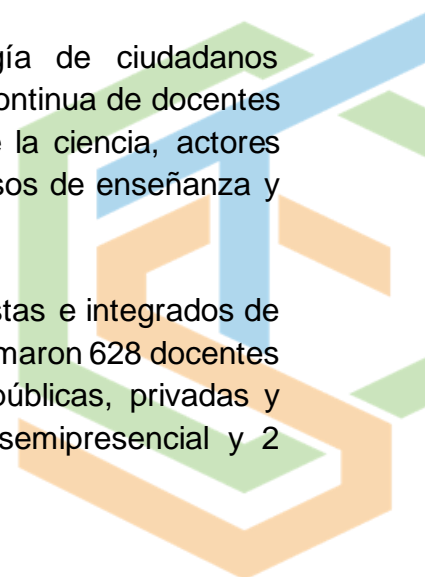 gía de ciudadanos
ontinua de docentes
la ciencia, actores
sos de enseñanza y
stas e integrados de
maron 628 docentes
públicas, privadas y
semipresencial y 2